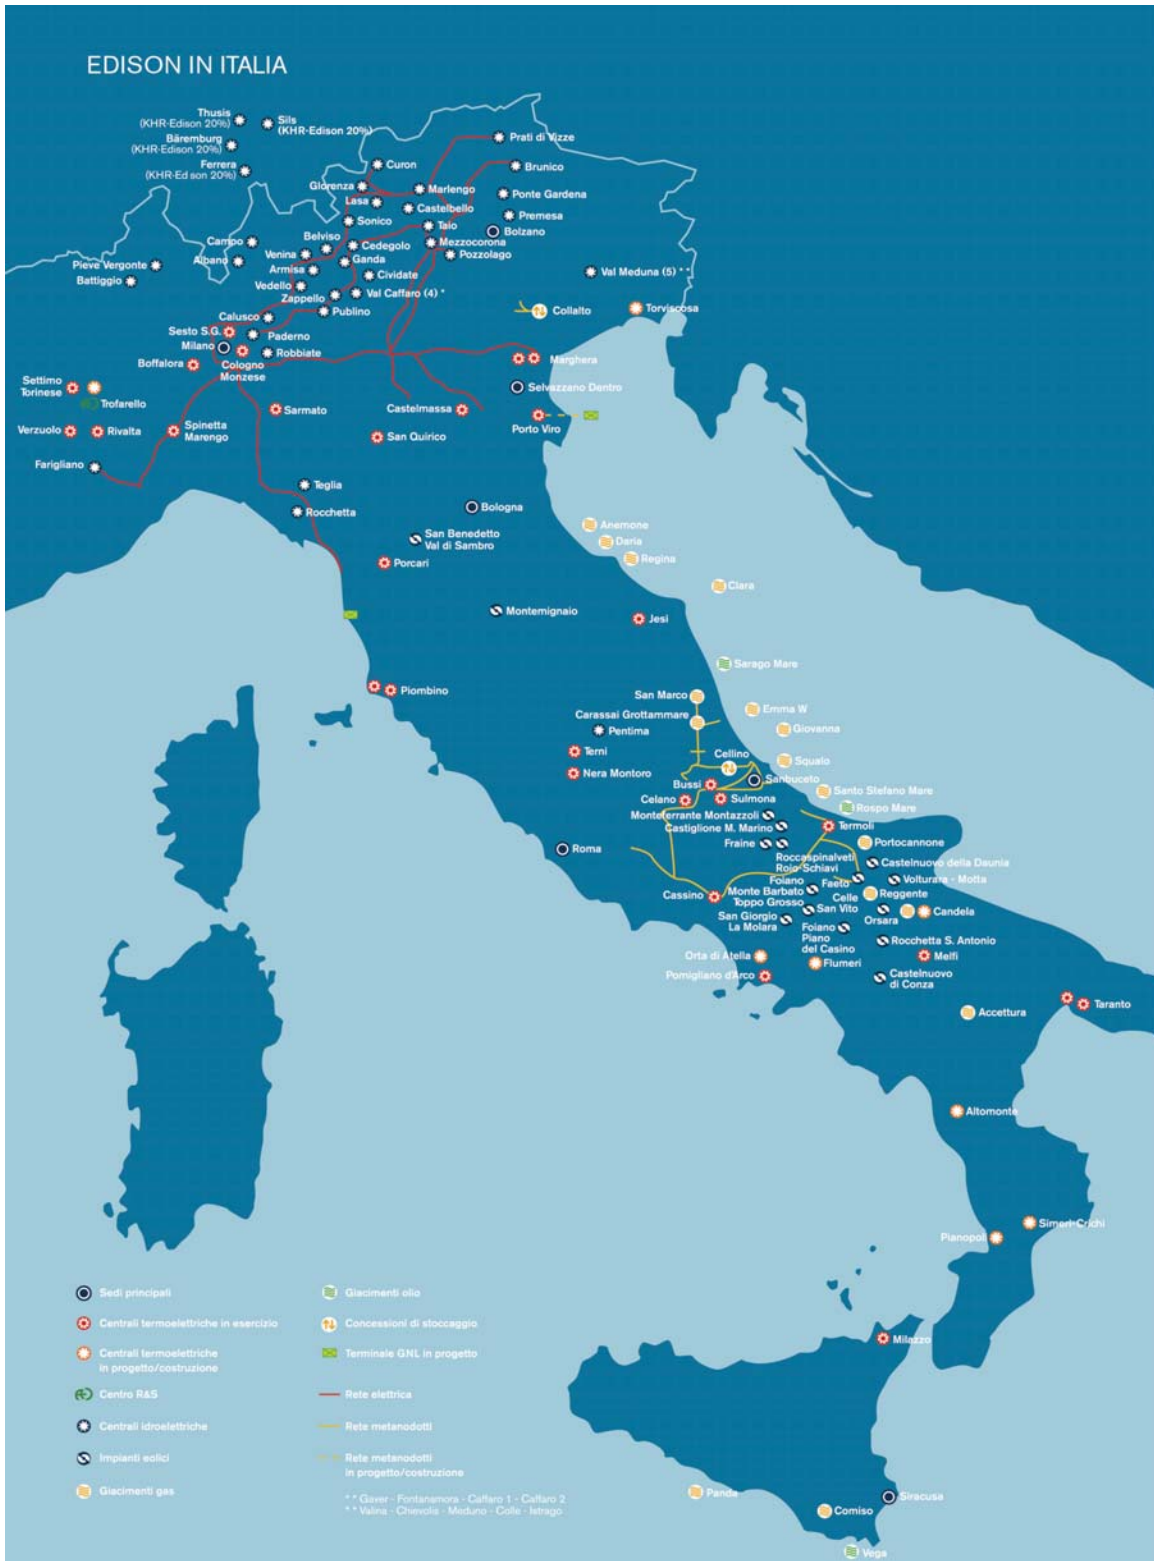 EDISON IN ITALIA
Thusis
(KHR-Edison 20%)
Sils
(KHR-Edison 20%)
Bäremburg
(KHR-Edison 20%)
Ferrera
(KHR-Edison 20%)
Prati di Vizze
Curon
Brunico
Glorenza
Marlengo
Ponte Gardena
Lasa
Castelbello
Premesa
Sonico
Taio
Bolzano
Belviso
Campo
Cedegolo
Mezzocorona
Venina
Ganda
Pozzolago
Albano
Pieve Vergonte
Armisa
Cividate
Val Meduna (5) * *
Battiggio
Vedello
Zappello
Val Caffaro (4) *
Publino
Collalto
Torviscosa
Calusco
Sesto S.G.
Paderno
Milano
Robbiate
Boffalora
Cologno
Monzese
Marghera
Settimo
Torinese
Selvazzano Dentro
Trofarello
Sarmato
Castelmassa
Porto Viro
Verzuolo
Rivalta
Spinetta
Marengo
San Quirico
Farigliano
Teglia
Rocchetta
Bologna
San Benedetto
Val di Sambro
Anemone
Daria
Regina
Porcari
Clara
Montemignaio
Jesi
Sarago Mare
Piombino
San Marco
Emma W
Carassai Grottammare
Giovanna
Pentima
Terni
Cellino
Squalo
Nera Montoro
Bussi
Sanbuceto
Santo Stefano Mare
Celano
Sulmona
Rospo Mare
Monteferrante Montazzoli
Castiglione M. Marino
Termoli
Fraine
Portocannone
Roma
Roccaspinalveti
Roio-Schiavi
Castelnuovo della Daunia
Foiano
Monte Barbato
Toppo Grosso
Faeto
Volturara - Motta
Cassino
Celle
Reggente
San Vito
Orsara
Candela
San Giorgio
La Molara
Foiano
Piano
del Casino
Rocchetta S. Antonio
Orta di Atella
Flumeri
Melfi
Pomigliano d'Arco
Castelnuovo
di Conza
Taranto
Accettura
Altomonte
Simeri-Crichi
Pianopoli
Milazzo
Panda
Comiso
Siracusa
Vega
Sedi principali
Centrali termoelettriche in esercizio
Centrali termoelettriche
in progetto/costruzione
Centro R&S
Centrali idroelettriche
Impianti eolici
Giacimenti gas
Giacimenti olio
Concessioni di stoccaggio
Terminale GNL in progetto
Rete elettrica
Rete metanodotti
Rete metanodotti
in progetto/costruzione
* * Gaver - Fontanamora - Caffaro 1 - Caffaro 2
* * Valina - Chievolis - Meduno - Colle - Istrago